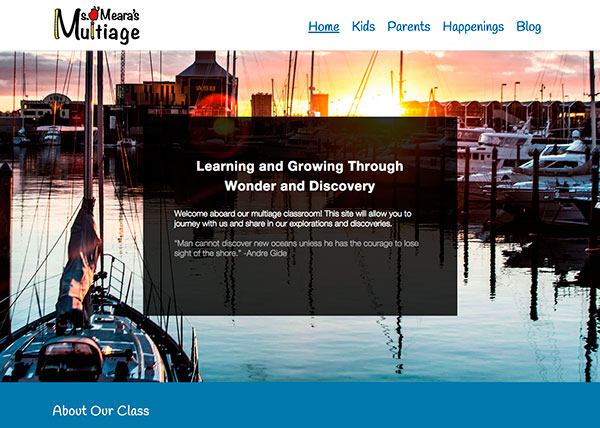 Ms. Meara's
Multiage
Home Kids Parents Happenings Blog
Learning and Growing Through
Wonder and Discovery
Welcome aboard our multiage classroom! This site will allow you to
journey with us and share in our explorations and discoveries.
“Man cannot discover new oceans unless he has the courage to lose
sight of the shore.” -Andre Gide
About Our Class